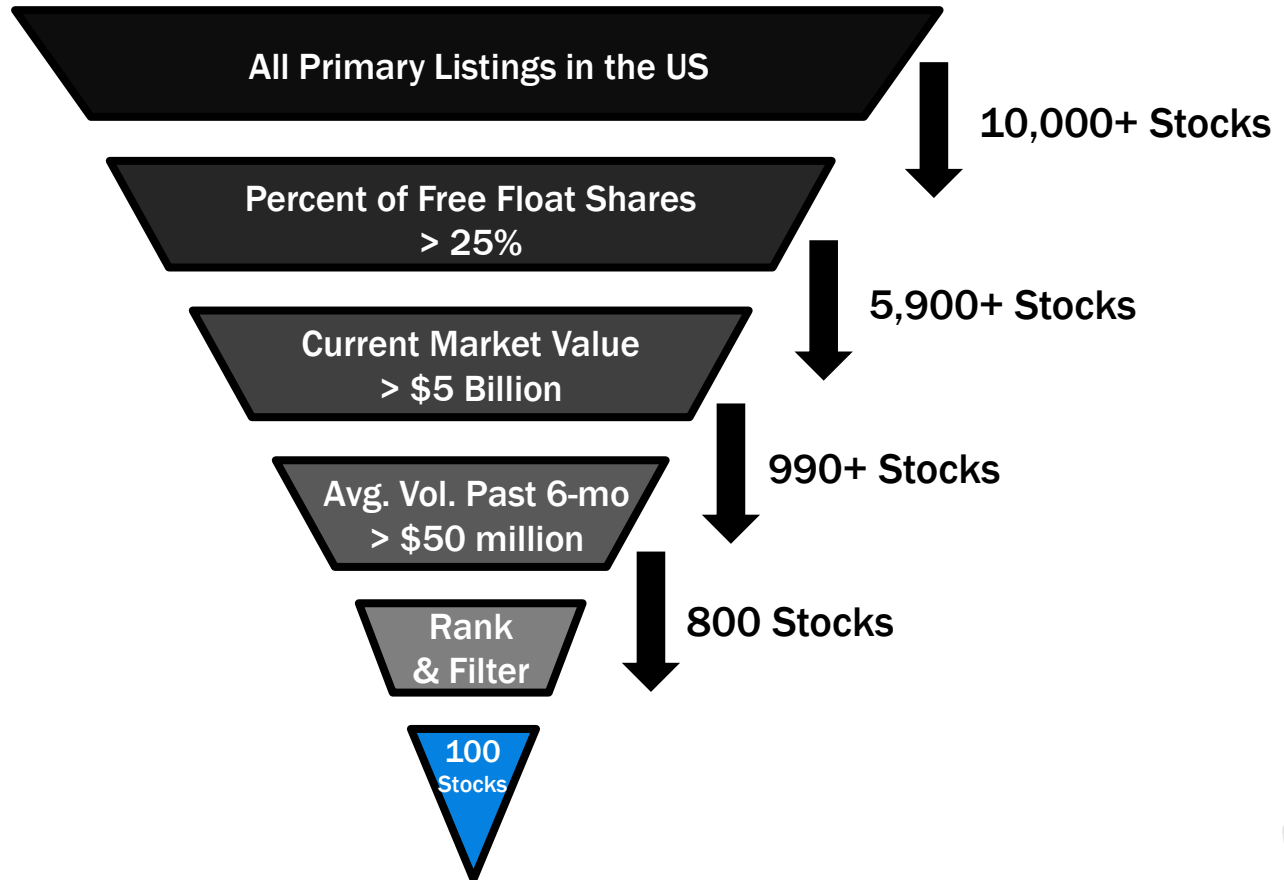 All Primary Listings in the US
10,000+ Stocks
Percent of Free Float Shares
> 25%
5,900+ Stocks
Current Market Value
> $5 Billion
990+ Stocks
Avg. Vol. Past 6-mo
> $50 million
800 Stocks
Rank
& Filter
100
Stocks